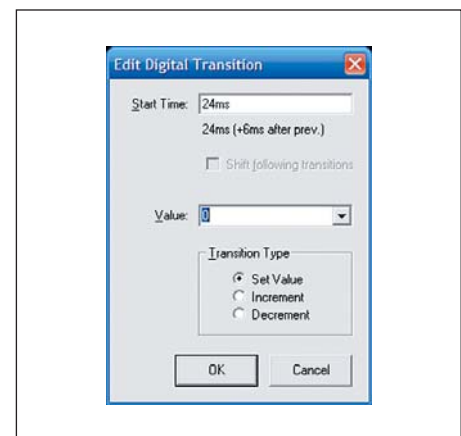 Edit Digital Transition
Start Time: 24ms
24ms (+6ms after prev.)
Shift following transitions
Value: 0
Transition Type
Set Value
Increment
Decrement
OK Cancel